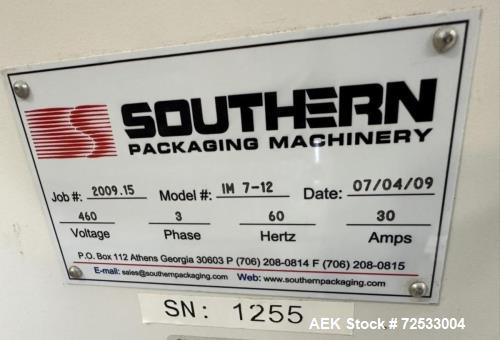 SOUTHERN
PACKAGING MACHINERY
Job #: 2009.15 Model #: IM 7-12 Date: 07/04/09
460 3 60 30
Voltage Phase Hertz Amps
P.O. Box 112 Athens Georgia 30603 P (706) 208-0814 F (706) 208-0815
E-mail: sales@southernpackaging.com Web: www.southernpackaging.com
SN: 1255
AEK Stock # 72533004